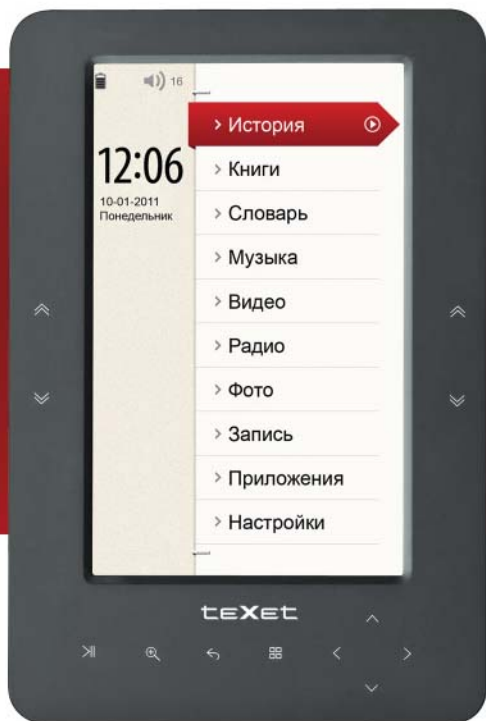 16
12:06
10-01-2011
Понедельник
История
Книги
Словарь
Музыка
Видео
Радио
Фото
Запись
Приложения
Настройки
teXet